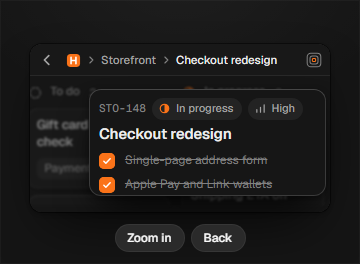 H > Storefront > Checkout redesign
To do
Gift card
check
Paymen
STO-148 In progress High
Checkout redesign
Single-page address form
Apple Pay and Link wallets
Zoom in Back